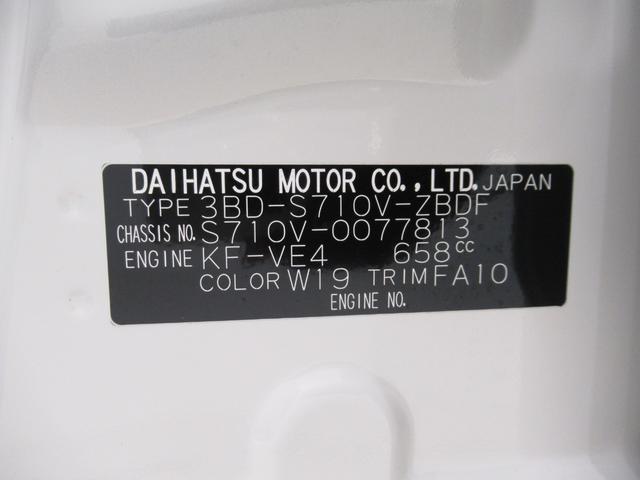 DAIHATSU MOTOR CO., LTD. JAPAN
TYPE 3BD-S710V-ZBDF
CHASSIS NO. S710V-0077813
ENGINE KF-VE4 658cc
COLOR W19 TRIM FA10
ENGINE NO.